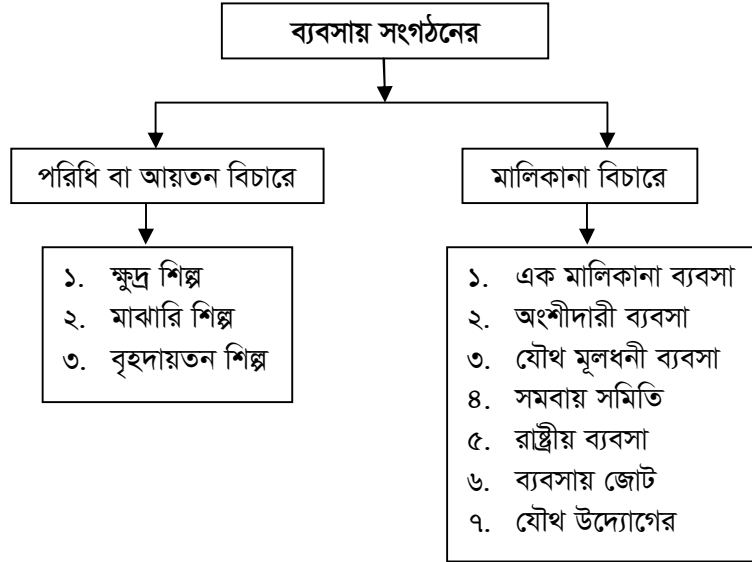 ব্যবসায় সংগঠনের
পরিধি বা আয়তন বিচারে
মালিকানা বিচারে
১. ক্ষুদ্র শিল্প
২. মাঝারি শিল্প
৩. বৃহদায়তন শিল্প
১. এক মালিকানা ব্যবসা
২. অংশীদারী ব্যবসা
৩. যৌথ মূলধনী ব্যবসা
৪. সমবায় সমিতি
৫. রাষ্ট্রীয় ব্যবসা
৬. ব্যবসায় জোট
৭. যৌথ উদ্যোগের